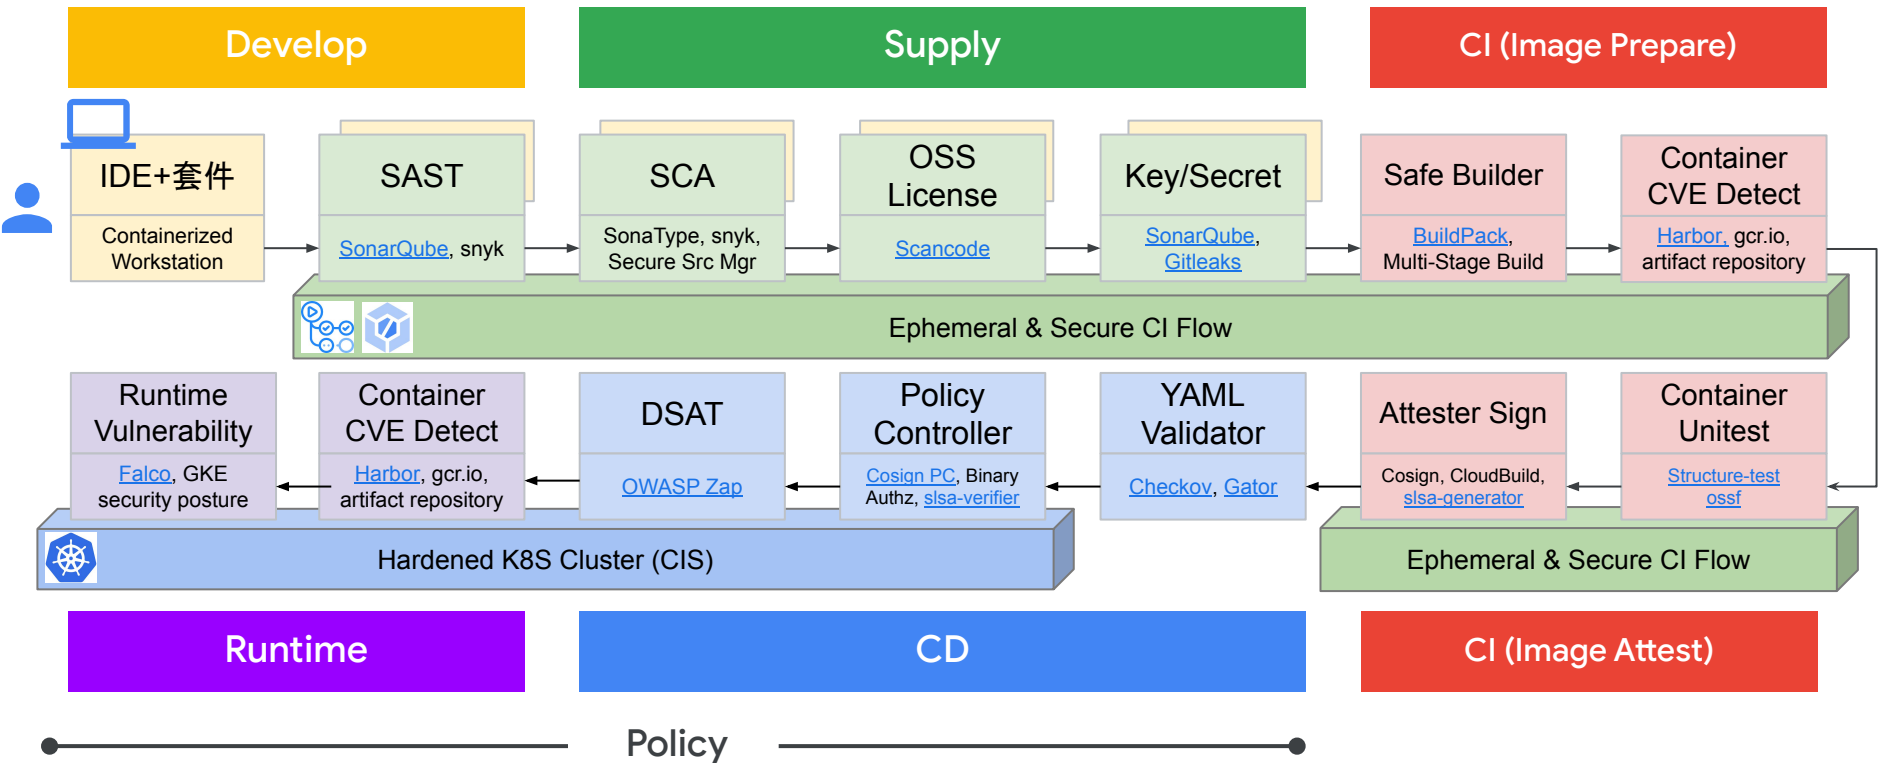 Develop
Supply
CI (Image Prepare)
IDE+套件
Containerized
Workstation
SAST
SonarQube, snyk
SCA
SonaType, snyk,
Secure Src Mgr
OSS
License
Scancode
Key/Secret
SonarQube,
Gitleaks
Safe Builder
BuildPack,
Multi-Stage Build
Container
CVE Detect
Harbor, gcr.io,
artifact repository
Ephemeral & Secure CI Flow
Runtime
Vulnerability
Falco, GKE
security posture
Container
CVE Detect
Harbor, gcr.io,
artifact repository
DSAT
OWASP Zap
Policy
Controller
Cosign PC, Binary
Authz, slsa-verifier
YAML
Validator
Checkov, Gator
Attester Sign
Cosign, CloudBuild,
slsa-generator
Container
Unitest
Structure-test
ossf
Hardened K8S Cluster (CIS)
Ephemeral & Secure CI Flow
Runtime
CD
CI (Image Attest)
Policy